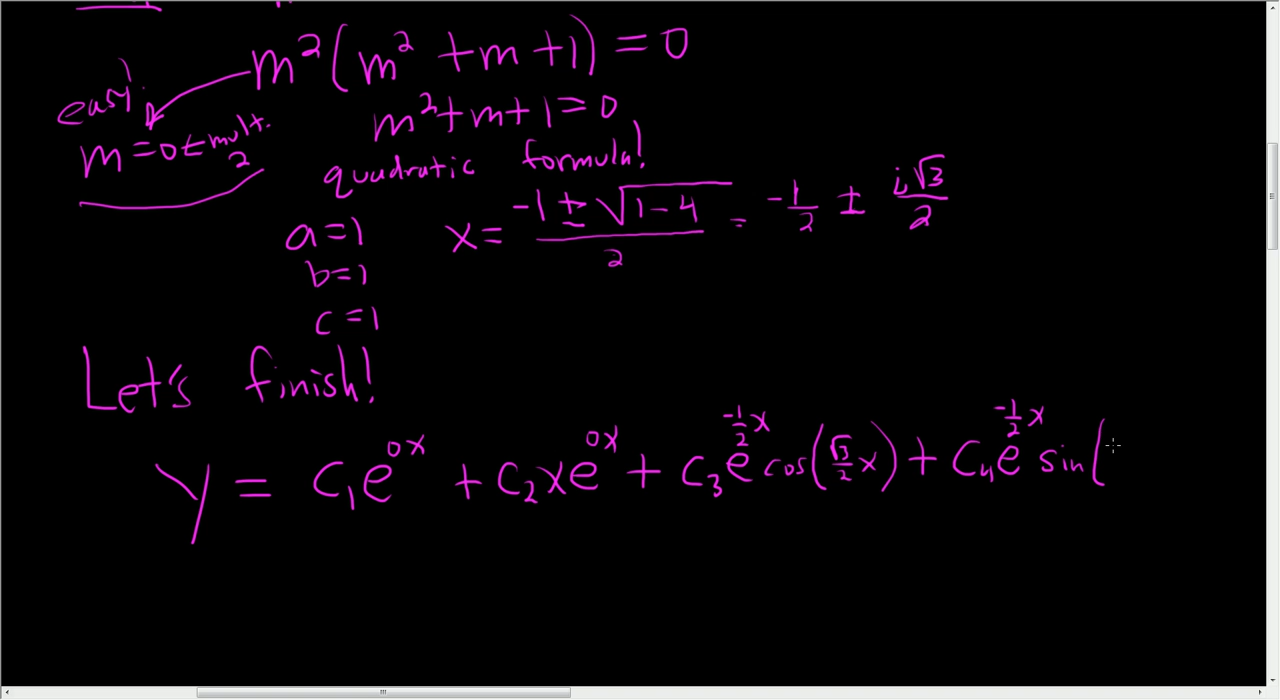 m²(m² + m + 1) = 0
easy!
m² + m + 1 = 0
m = 0 ← mult. 2
quadratic formula!
a = 1
x = (-1 ± √(1 - 4))/2 = -1/2 ± i√3/2
b = 1
c = 1
Let's finish!
y = c₁e^(0x) + c₂xe^(0x) + c₃e^(-1/2 x) cos(√3/2 x) + c₄e^(-1/2 x) sin(